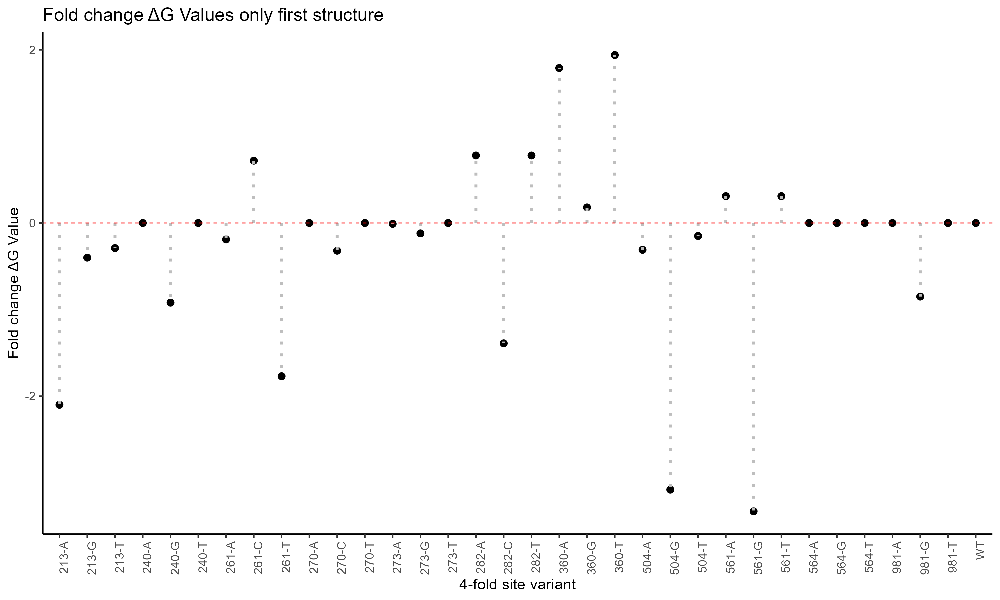 Fold change ΔG Values only first structure
Fold change ΔG Value
2
0
-2
213-A
213-G
213-T
240-A
240-G
240-T
261-A
261-C
261-T
270-A
270-C
270-T
273-A
273-G
273-T
282-A
282-C
282-T
360-A
360-G
360-T
504-A
504-G
504-T
561-A
561-G
561-T
564-A
564-G
564-T
981-A
981-G
981-T
WT
4-fold site variant